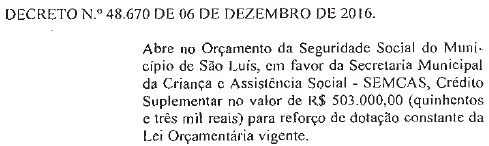 DECRETO N.º 48.670 DE 06 DE DEZEMBRO DE 2016.
Abre no Orçamento da Seguridade Social do Muni-
cípio de São Luís, em favor da Secretaria Municipal
da Criança e Assistência Social - SEMCAS, Crédito
Suplementar no valor de R$ 503.000,00 (quinhentos
e três mil reais) para reforço de dotação constante da
Lei Orçamentária vigente.